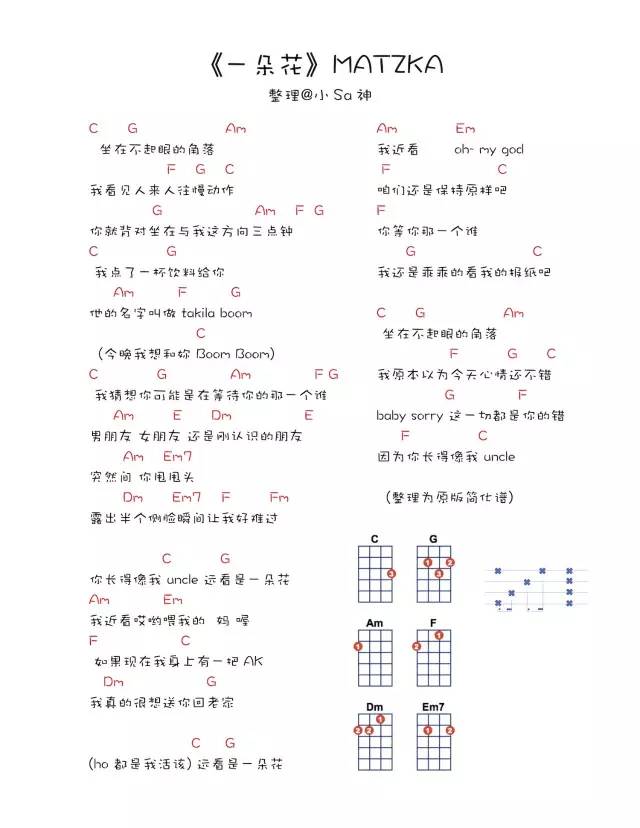 《一朵花》MATZKA
整理@小Sa神
C G Am
坐在不起眼的角落
F G C
我看见人来人往慢动作
G Am F G
你就背对坐在与我这方向三点钟
C G
我点了一杯饮料给你
Am F G
他的名字叫做 takila boom
C
(今晚我想和妳 Boom Boom)
C G Am F G
我猜想你可能是在等待你的那一个谁
Am E Dm E
男朋友 女朋友 还是刚认识的朋友
Am Em7
突然间 你甩甩头
Dm Em7 F Fm
露出半个侧脸瞬间让我好难过
C G
你长得像我 uncle 远看是一朵花
Am Em
我近看哎哟喂我的 妈 喔
F C
如果现在我身上有一把 AK
Dm G
我真的很想送你回老家
C G
(ho 都是我活该) 远看是一朵花
Am Em
我近看 oh~ my god
F C
咱们还是保持原样吧
F
你等你那一个谁
G C
我还是乖乖的看我的报纸吧
C G Am
坐在不起眼的角落
F G C
我原本以为今天心情还不错
G F
baby sorry 这一切都是你的错
F C
因为你长得像我 uncle
(整理为原版简化谱)
C G
3 1 2 3
Am F
1 1 2
Dm Em7
1 2 2 1 2